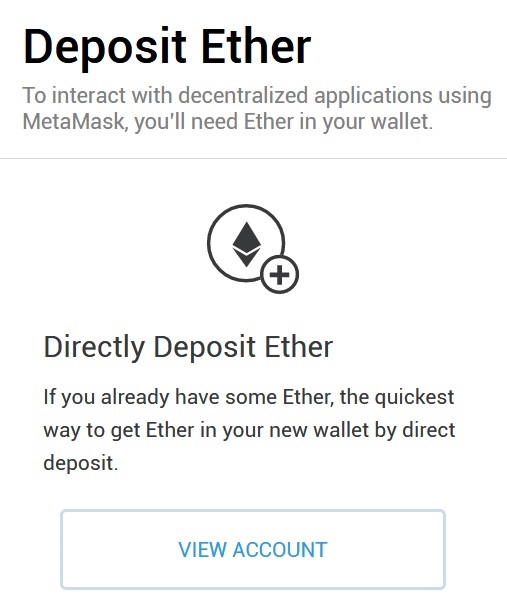 Deposit Ether
To interact with decentralized applications using
MetaMask, you'll need Ether in your wallet.
Directly Deposit Ether
If you already have some Ether, the quickest
way to get Ether in your new wallet by direct
deposit.
VIEW ACCOUNT